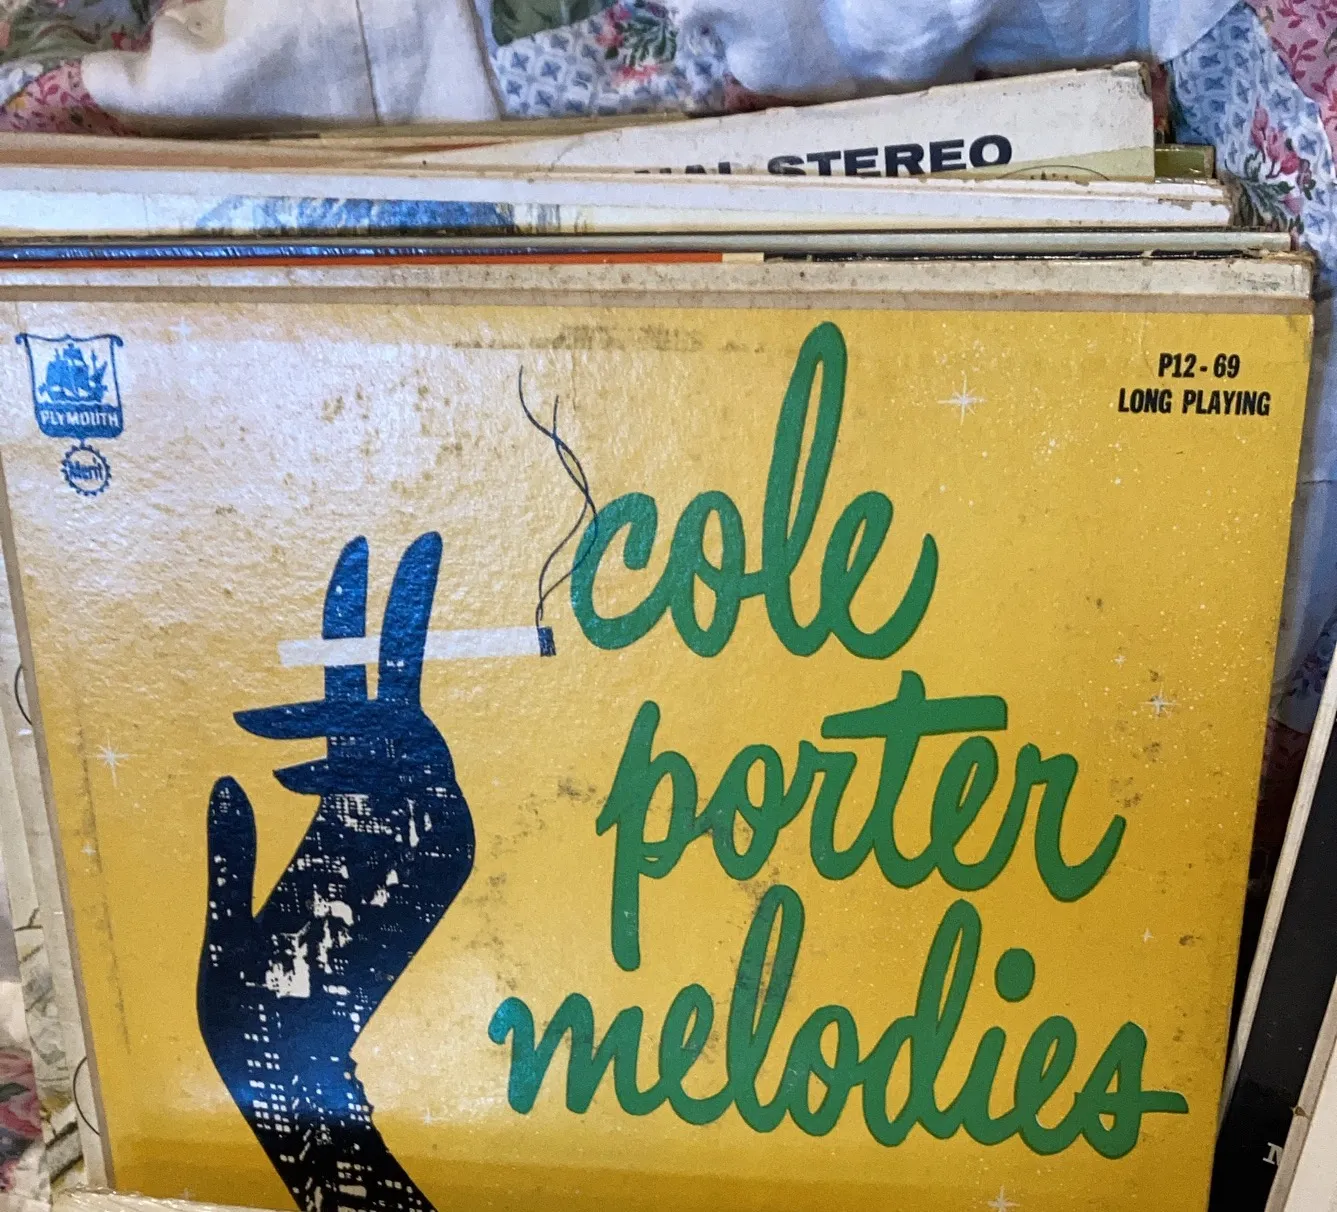 STEREO
PLYMOUTH
Merit
P12-69
LONG PLAYING
cole
porter
melodies